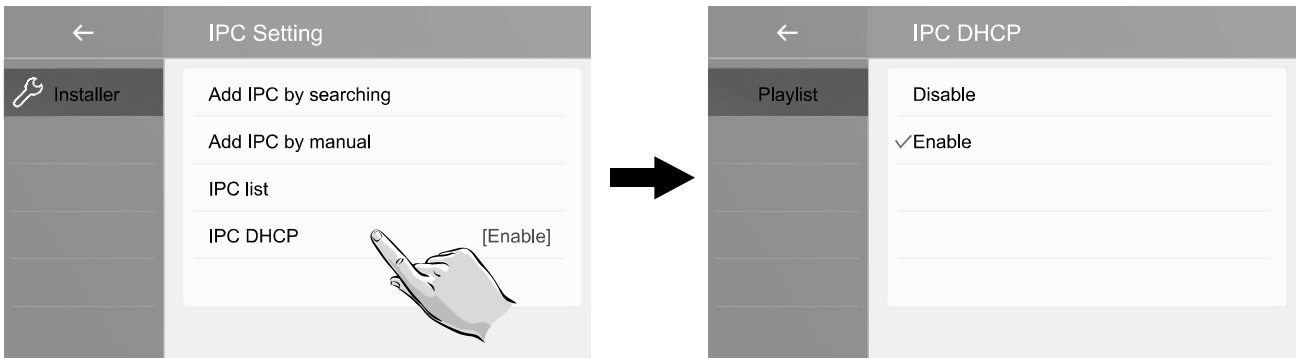 IPC Setting
Installer
Add IPC by searching
Add IPC by manual
IPC list
IPC DHCP [Enable]
IPC DHCP
Playlist
Disable
Enable